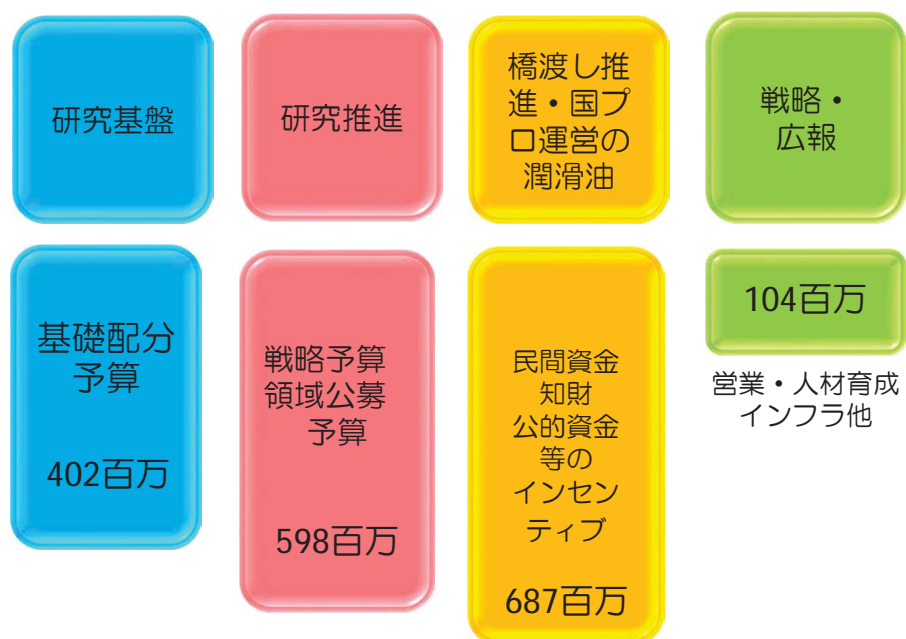 研究基盤
研究推進
橋渡し推
進・国プ
ロ運営の
潤滑油
戦略・
広報
基礎配分
予算
402百万
戦略予算
領域公募
予算
598百万
民間資金
知財
公的資金
等の
インセン
ティブ
687百万
104百万
営業・人材育成
インフラ他